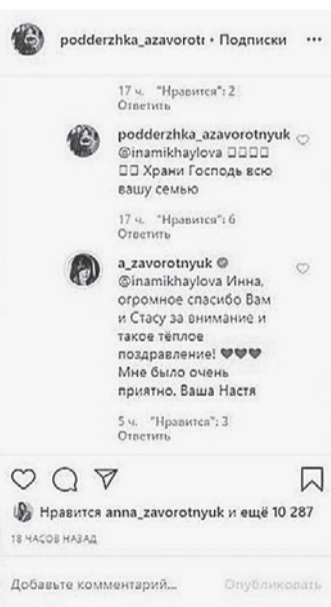 podderzhka_azavorotı • Подписки •••
17 ч. "Нравится": 2
Ответить
podderzhka_azavorotnyuk
@inamikhaylova □□□□
□□ Храни Господь всю
вашу семью
17 ч. "Нравится": 6
Ответить
a_zavorotnyuk
@inamikhaylova Инна,
огромное спасибо Вам
и Стасу за внимание и
такое тёплое
поздравление! ♥♥♥
Мне было очень
приятно. Ваша Настя
5 ч. "Нравится": 3
Ответить
Нравится anna_zavorotnyuk и ещё 10 287
18 ЧАСОВ НАЗАД
Добавьте комментарий... Опубликовать